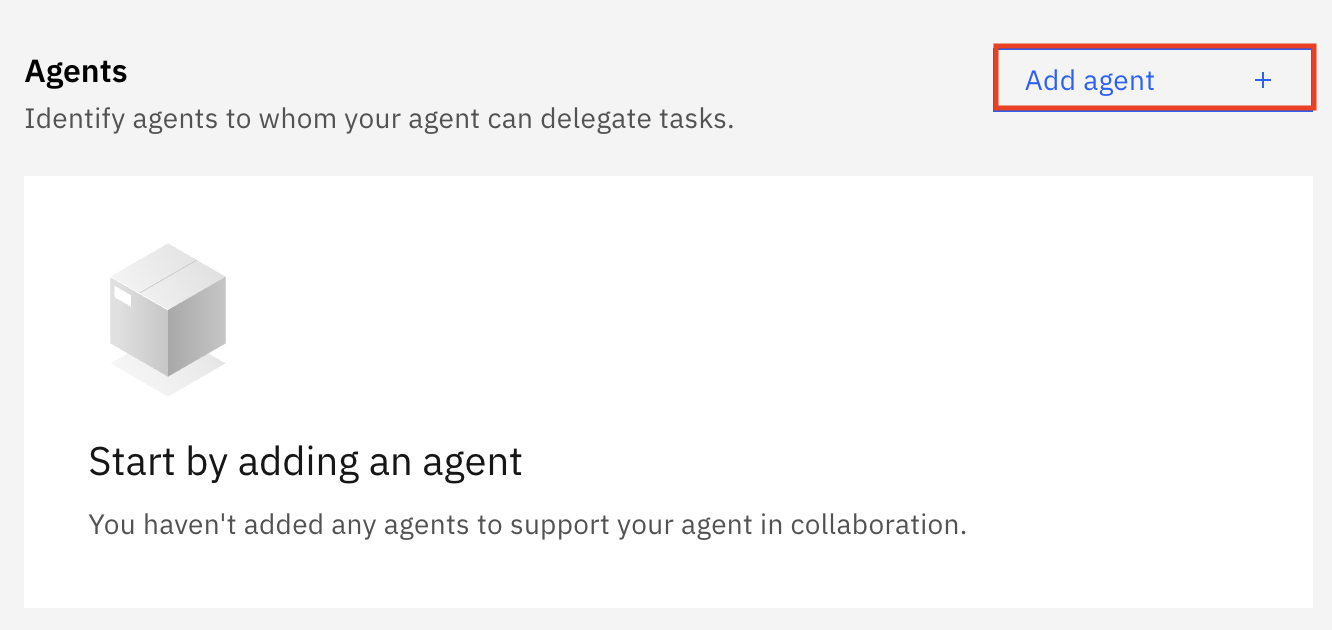 Agents
Add agent +
Identify agents to whom your agent can delegate tasks.
Start by adding an agent
You haven't added any agents to support your agent in collaboration.